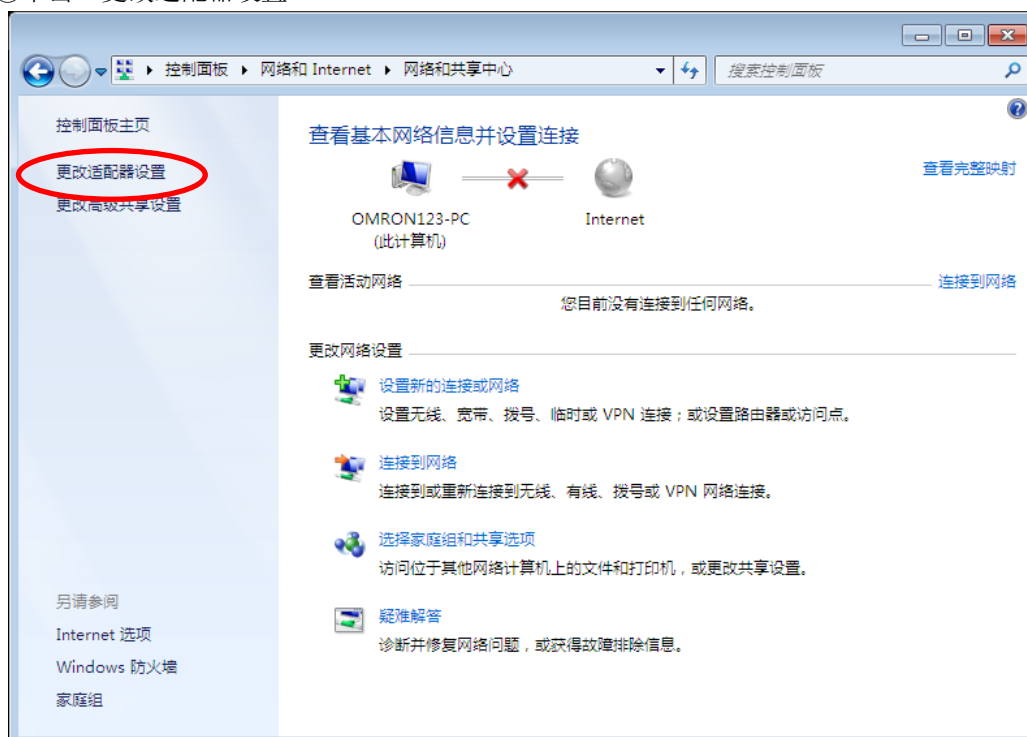 控制面板 网络和 Internet 网络和共享中心 搜索控制面板
控制面板主页
更改适配器设置
更改高级共享设置
查看基本网络信息并设置连接
查看完整映射
OMRON123-PC Internet
(此计算机)
查看活动网络 连接到网络
您目前没有连接到任何网络。
更改网络设置
设置新的连接或网络
设置无线、宽带、拨号、临时或 VPN 连接；或设置路由器或访问点。
连接到网络
连接到或重新连接到无线、有线、拨号或 VPN 网络连接。
选择家庭组和共享选项
访问位于其他网络计算机上的文件和打印机，或更改共享设置。
疑难解答
诊断并修复网络问题，或获得故障排除信息。
另请参阅
Internet 选项
Windows 防火墙
家庭组